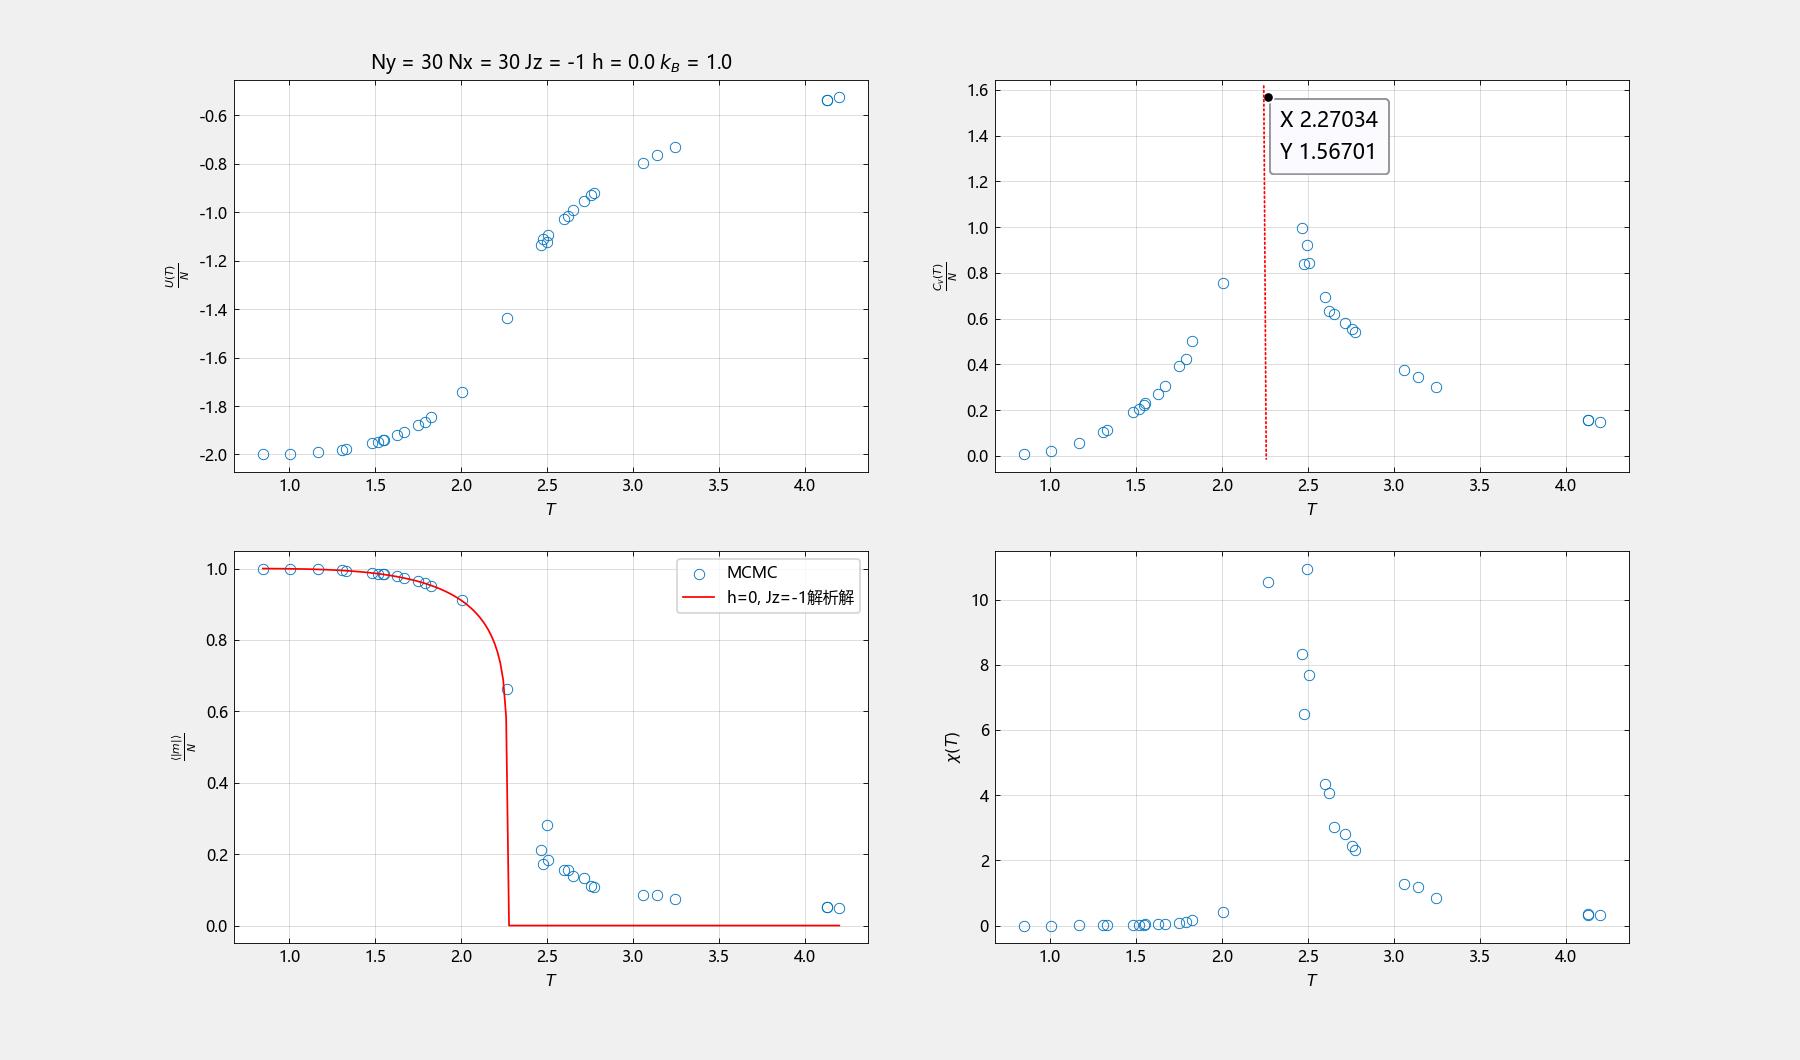 Ny = 30 Nx = 30 Jz = -1 h = 0.0 k_B = 1.0
-0.6
-0.8
-1.0
-1.2
-1.4
-1.6
-1.8
-2.0
U(T)
N
1.0 1.5 2.0 2.5 3.0 3.5 4.0
T
1.6
1.4
1.2
1.0
0.8
0.6
0.4
0.2
0.0
C_v(T)
N
X 2.27034
Y 1.56701
1.0 1.5 2.0 2.5 3.0 3.5 4.0
T
1.0
0.8
0.6
0.4
0.2
0.0
⟨|m|⟩
N
MCMC
h=0, Jz=-1解析解
1.0 1.5 2.0 2.5 3.0 3.5 4.0
T
10
8
6
4
2
0
χ(T)
1.0 1.5 2.0 2.5 3.0 3.5 4.0
T